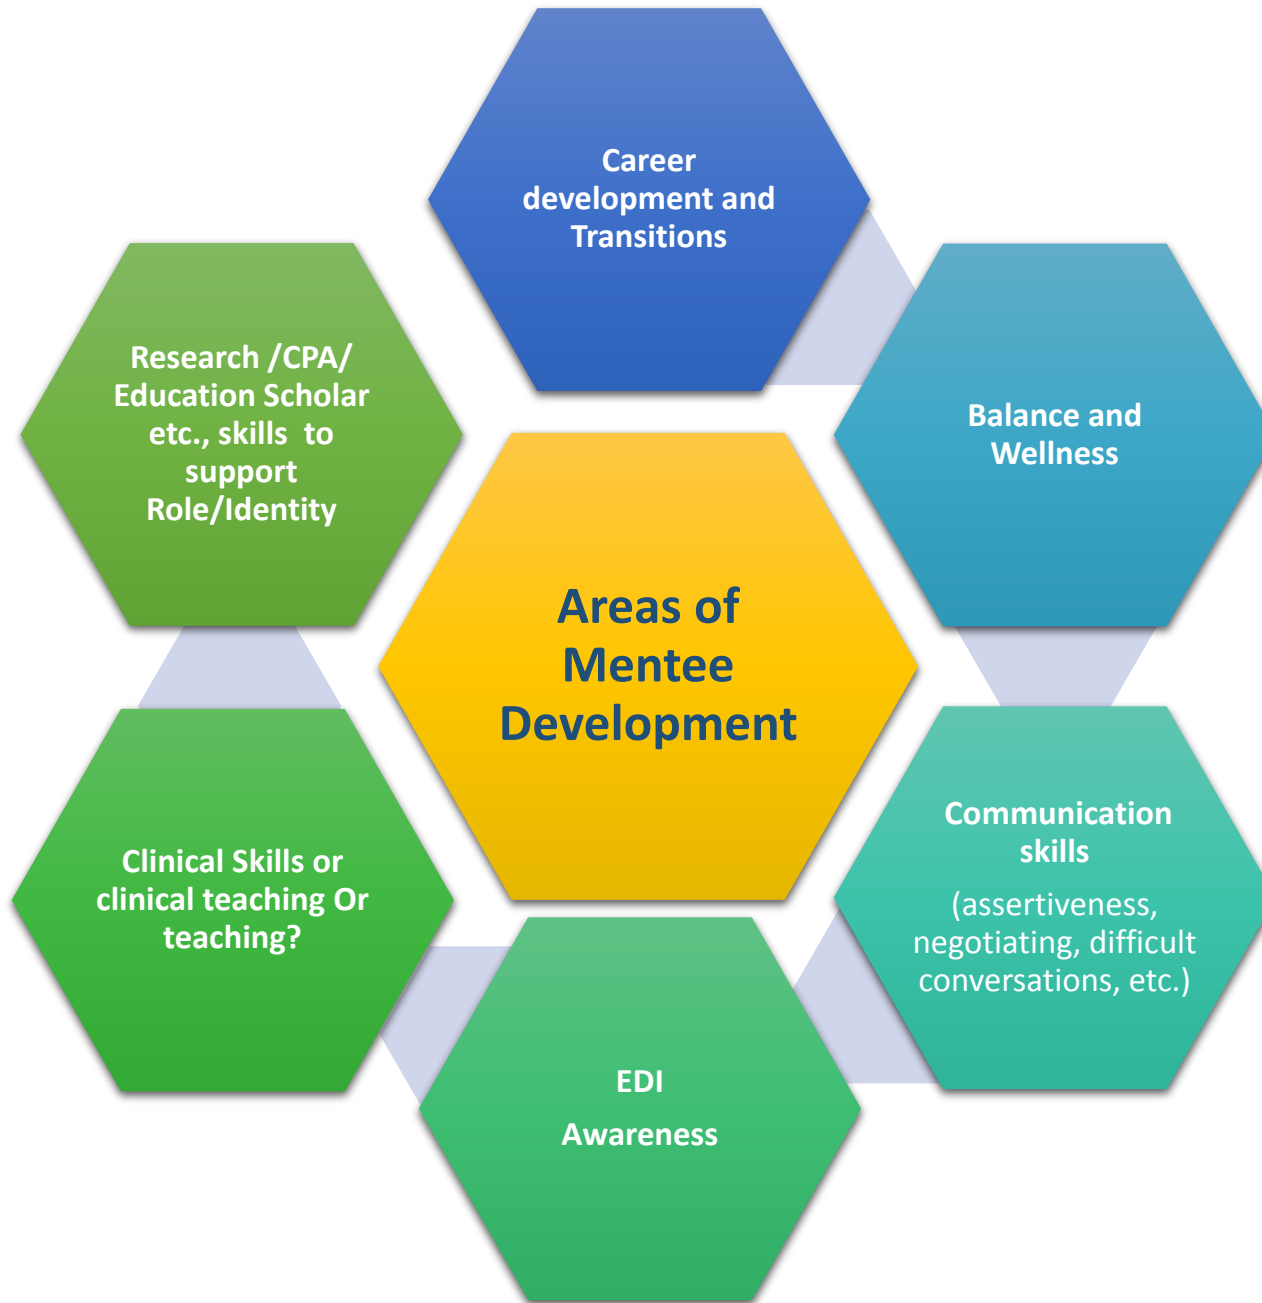 Career
development and
Transitions
Research /CPA/
Education Scholar
etc., skills  to
support
Role/Identity
Balance and
Wellness
Areas of
Mentee
Development
Clinical Skills or
clinical teaching Or
teaching?
Communication
skills
(assertiveness,
negotiating, difficult
conversations, etc.)
EDI
Awareness